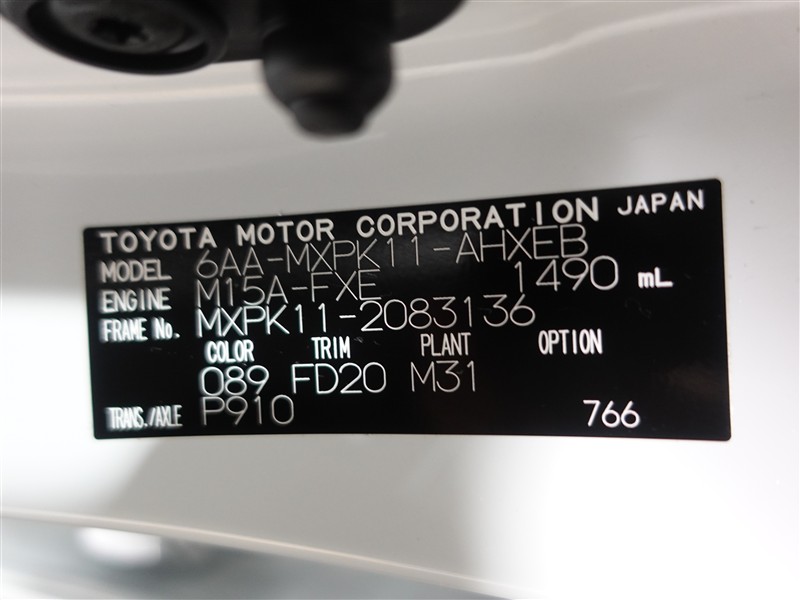 TOYOTA MOTOR CORPORATION JAPAN
MODEL 6AA-MXPK11-AHXEB
ENGINE M15A-FXE 1490 mL
FRAME No. MXPK11-2083136
COLOR TRIM PLANT OPTION
089 FD20 M31
TRANS./AXLE P910 766